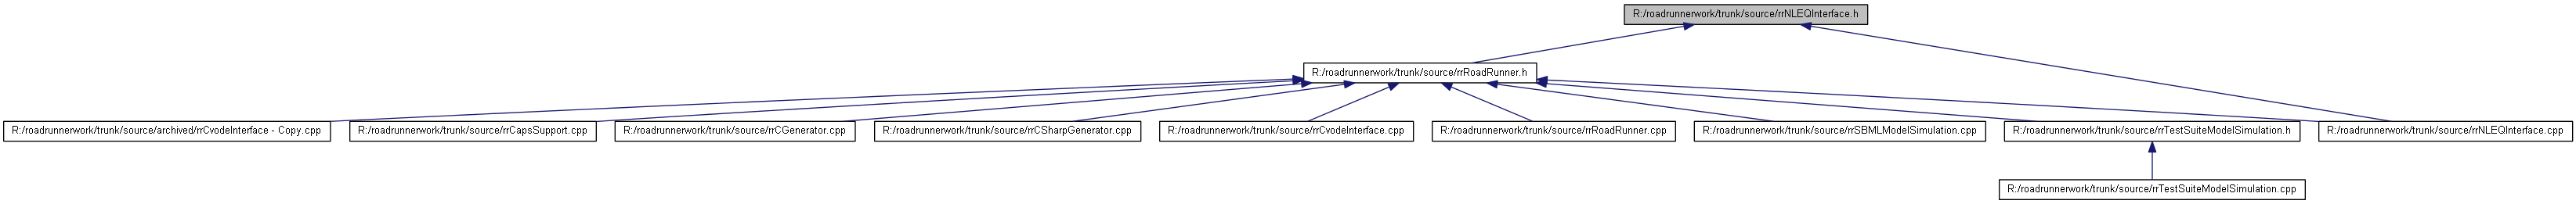 R:/roadrunnerwork/trunk/source/rrNLEQInterface.h
R:/roadrunnerwork/trunk/source/rrRoadRunner.h
R:/roadrunnerwork/trunk/source/archived/rrCvodeInterface - Copy.cpp
R:/roadrunnerwork/trunk/source/rrCapsSupport.cpp
R:/roadrunnerwork/trunk/source/rrCGenerator.cpp
R:/roadrunnerwork/trunk/source/rrCSharpGenerator.cpp
R:/roadrunnerwork/trunk/source/rrCvodeInterface.cpp
R:/roadrunnerwork/trunk/source/rrRoadRunner.cpp
R:/roadrunnerwork/trunk/source/rrSBMLModelSimulation.cpp
R:/roadrunnerwork/trunk/source/rrTestSuiteModelSimulation.h
R:/roadrunnerwork/trunk/source/rrNLEQInterface.cpp
R:/roadrunnerwork/trunk/source/rrTestSuiteModelSimulation.cpp